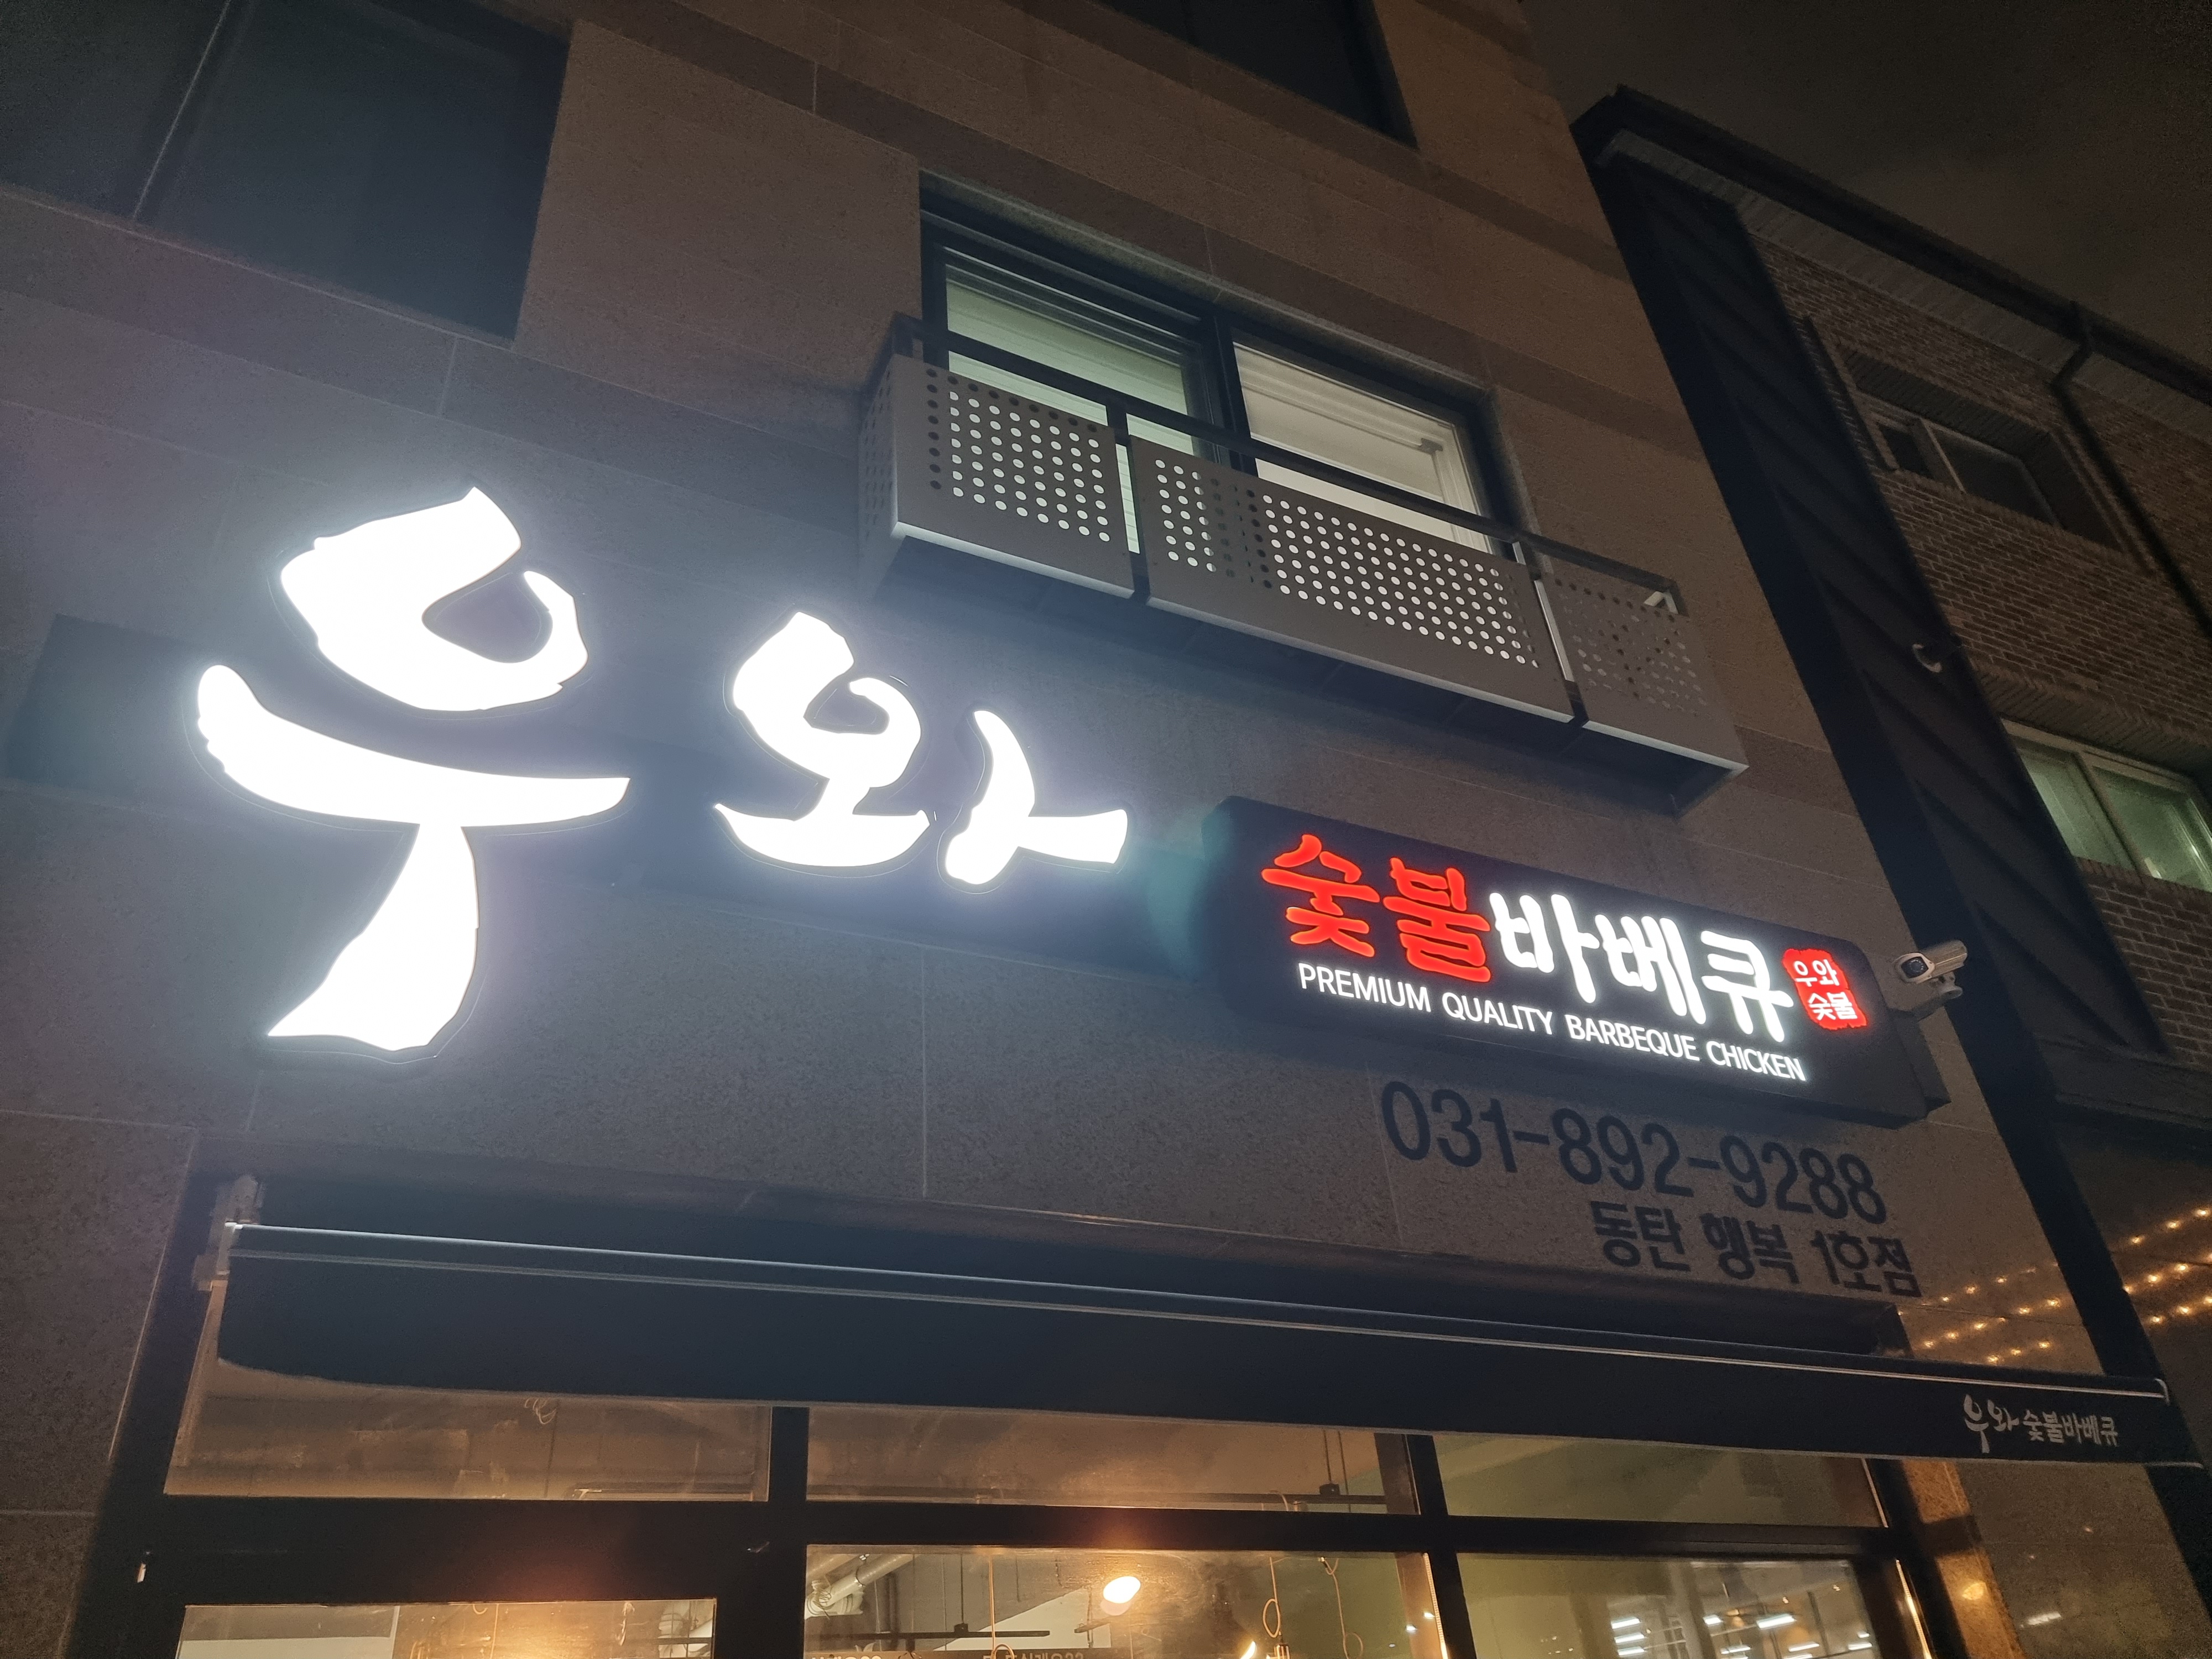 우와
숯불바베큐
우와
숯불
PREMIUM QUALITY BARBEQUE CHICKEN
031-892-9288
동탄 행복 1호점
우와 숯불바베큐